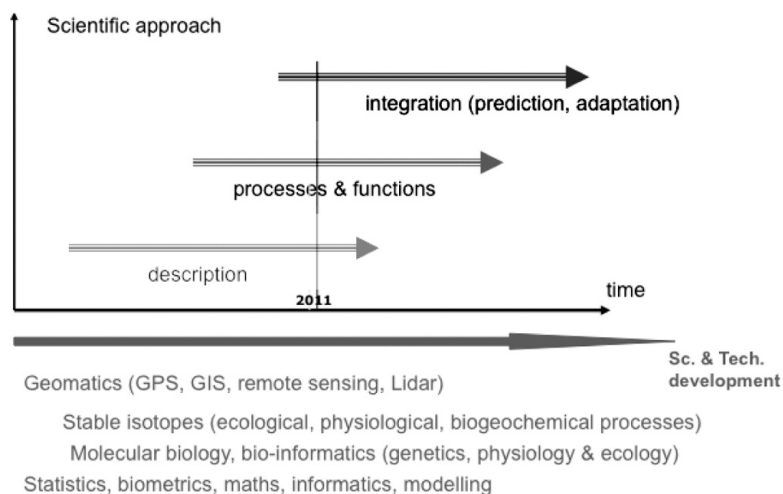 Scientific approach
integration (prediction, adaptation)
processes & functions
description
2011
time
Sc. & Tech.
development
Geomatics (GPS, GIS, remote sensing, Lidar)
Stable isotopes (ecological, physiological, biogeochemical processes)
Molecular biology, bio-informatics (genetics, physiology & ecology)
Statistics, biometrics, maths, informatics, modelling